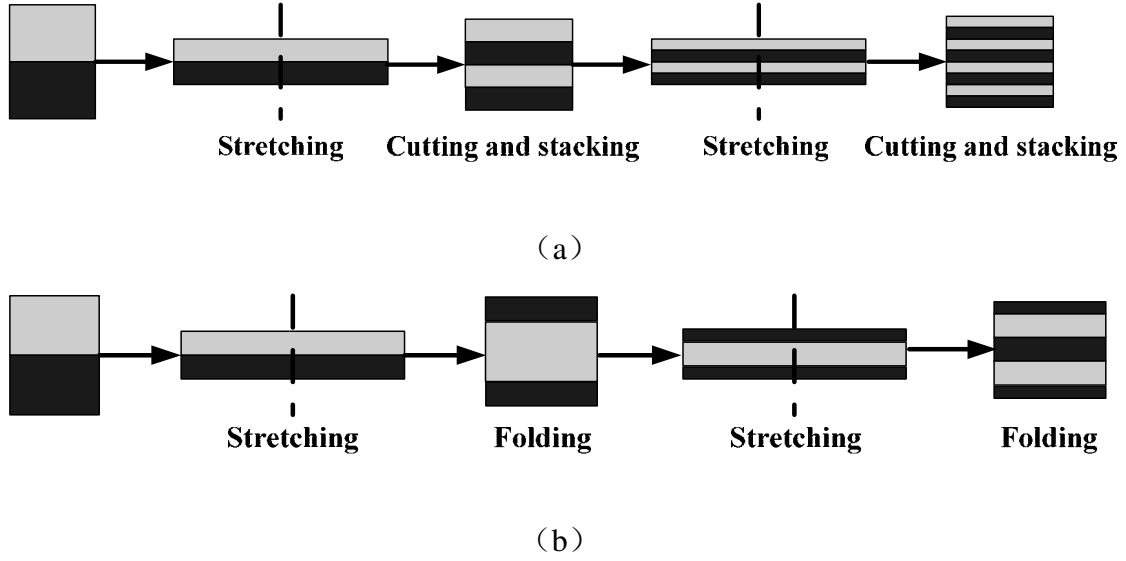 Stretching Cutting and stacking Stretching Cutting and stacking
（a）
Stretching Folding Stretching Folding
（b）